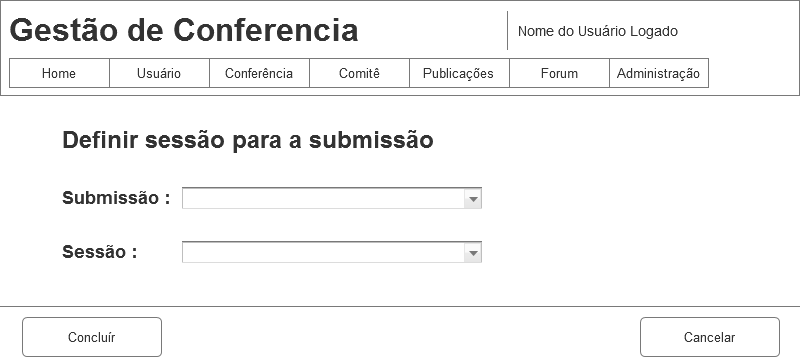 Gestão de Conferencia
Nome do Usuário Logado
Home Usuário Conferência Comitê Publicações Forum Administração
Definir sessão para a submissão
Submissão :
Sessão :
Concluír Cancelar